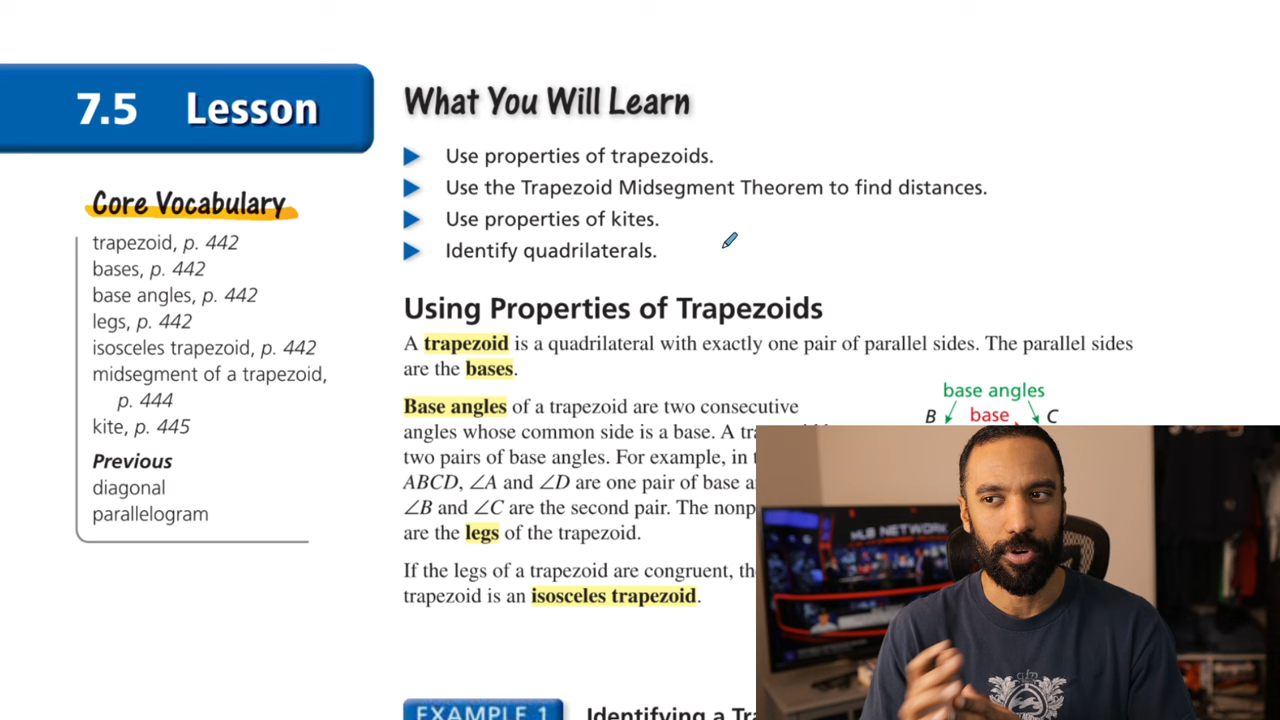 7.5 Lesson
What You Will Learn
Use properties of trapezoids.
Use the Trapezoid Midsegment Theorem to find distances.
Use properties of kites.
Identify quadrilaterals.
Core Vocabulary
trapezoid, p. 442
bases, p. 442
base angles, p. 442
legs, p. 442
isosceles trapezoid, p. 442
midsegment of a trapezoid,
p. 444
kite, p. 445
Previous
diagonal
parallelogram
Using Properties of Trapezoids
A trapezoid is a quadrilateral with exactly one pair of parallel sides. The parallel sides
are the bases.
Base angles of a trapezoid are two consecutive
angles whose common side is a base. A
two pairs of base angles. For example, in
ABCD, ∠A and ∠D are one pair of base
∠B and ∠C are the second pair. The
are the legs of the trapezoid.
If the legs of a trapezoid are congruent,
trapezoid is an isosceles trapezoid.
base angles
B base C
MLB NETWORK
EXAMPLE 1 Identifying a